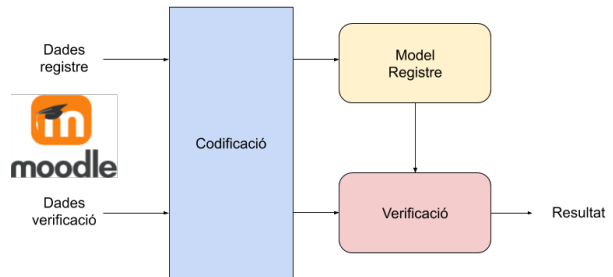 Dades
registre
Model
Registre
m
moodle
Codificació
Dades
verificació
Verificació
Resultat